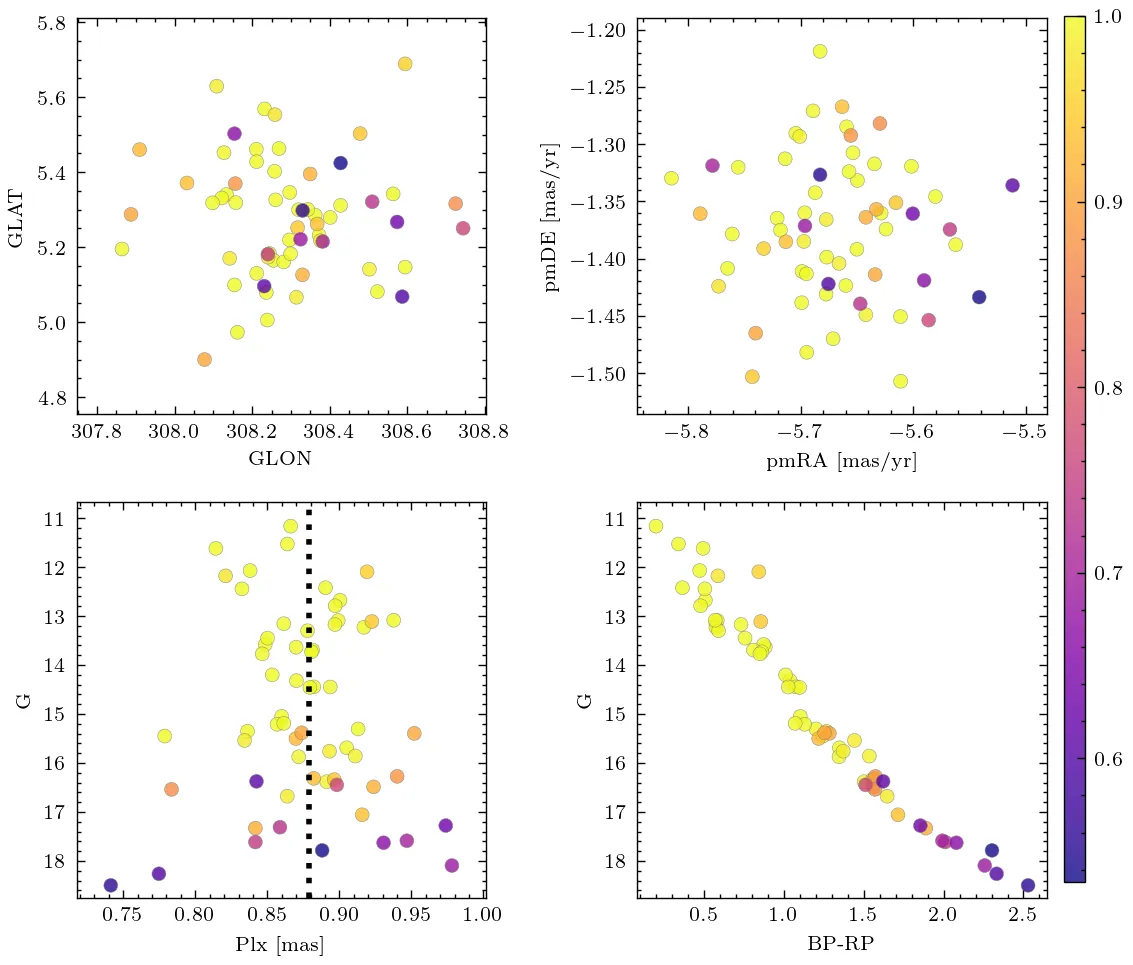 5.8
5.6
5.4
5.2
5.0
4.8
GLAT
307.8 308.0 308.2 308.4 308.6 308.8
GLON
−1.20
−1.25
−1.30
−1.35
−1.40
−1.45
−1.50
pmDE [mas/yr]
−5.8 −5.7 −5.6 −5.5
pmRA [mas/yr]
1.0
0.9
0.8
0.7
0.6
11
12
13
14
15
16
17
18
G
0.75 0.80 0.85 0.90 0.95 1.00
Plx [mas]
11
12
13
14
15
16
17
18
G
0.5 1.0 1.5 2.0 2.5
BP-RP